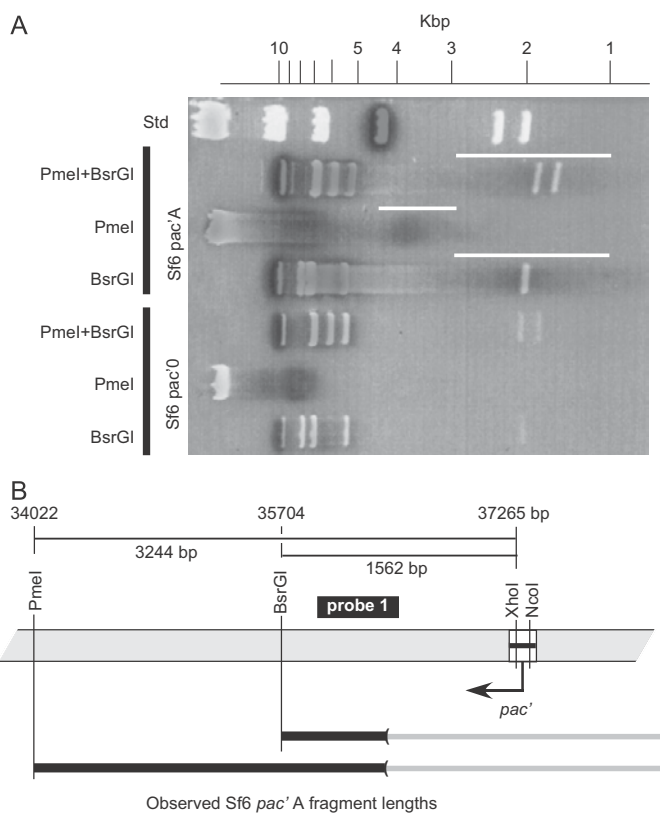 A
Kbp
10 5 4 3 2 1
Std
PmeI+BsrGI
PmeI
BsrGI
Sf6 pac'A
PmeI+BsrGI
PmeI
BsrGI
Sf6 pac'0
B
34022 35704 37265 bp
3244 bp
1562 bp
PmeI
BsrGI
probe 1
XhoI
NcoI
pac'
Observed Sf6 pac' A fragment lengths